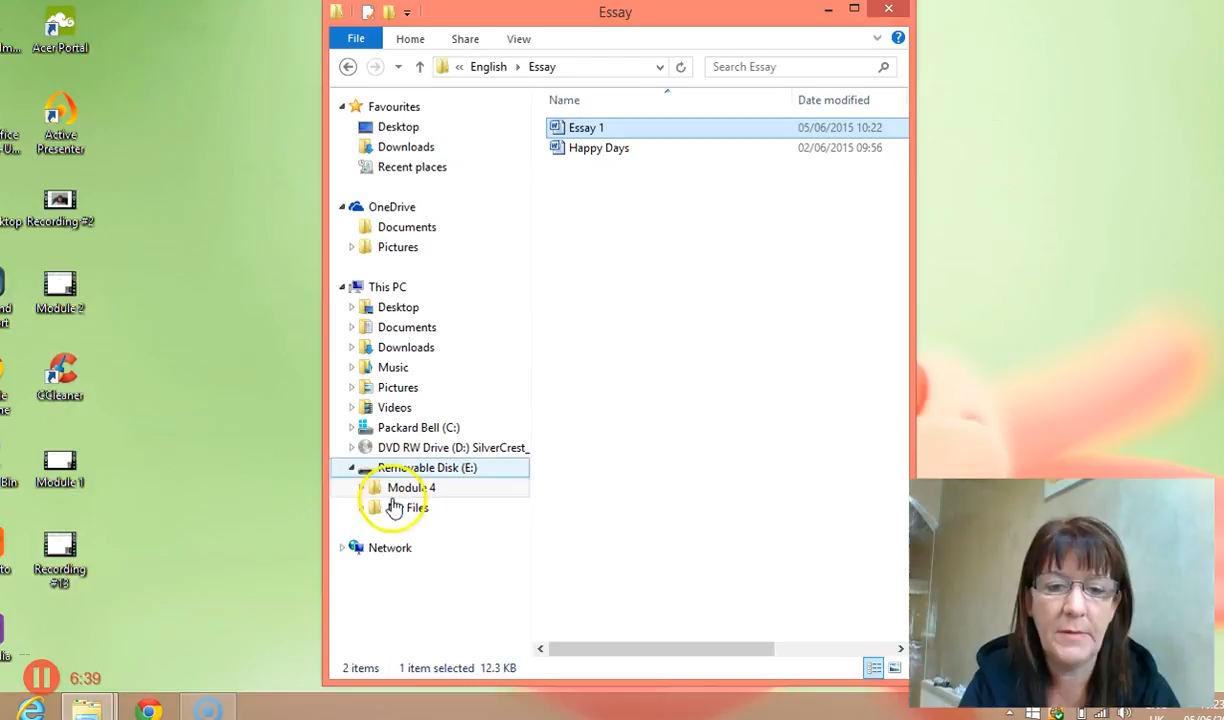 Essay
File
Home
Share
View
?
« English
Essay
Search Essay
Name
Date modified
Essay 1
05/06/2015 10:22
Happy Days
02/06/2015 09:56
Favourites
Desktop
Downloads
Recent places
OneDrive
Documents
Pictures
This PC
Desktop
Documents
Downloads
Music
Pictures
Videos
Packard Bell (C:)
DVD RW Drive (D:) SilverCrest_
Removable Disk (E:)
Module 4
Files
Network
2 items
1 item selected 12.3 KB
Acer Portal
Active
Presenter
Recording #2
Module 2
CCleaner
Module 1
Recording
#13
Bin
6:39